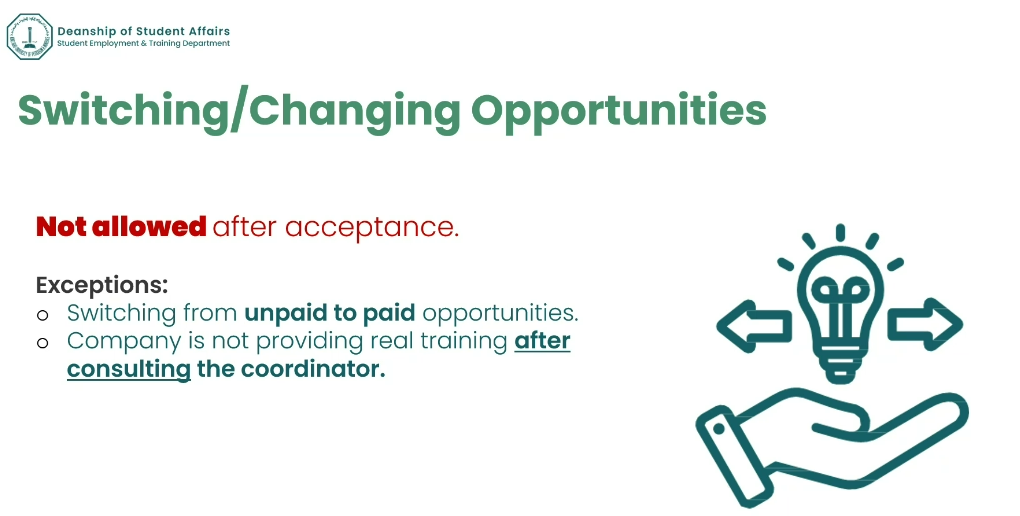 Deanship of Student Affairs
Student Employment & Training Department
Switching/Changing Opportunities
Not allowed after acceptance.
Exceptions:
o Switching from unpaid to paid opportunities.
o Company is not providing real training after
consulting the coordinator.